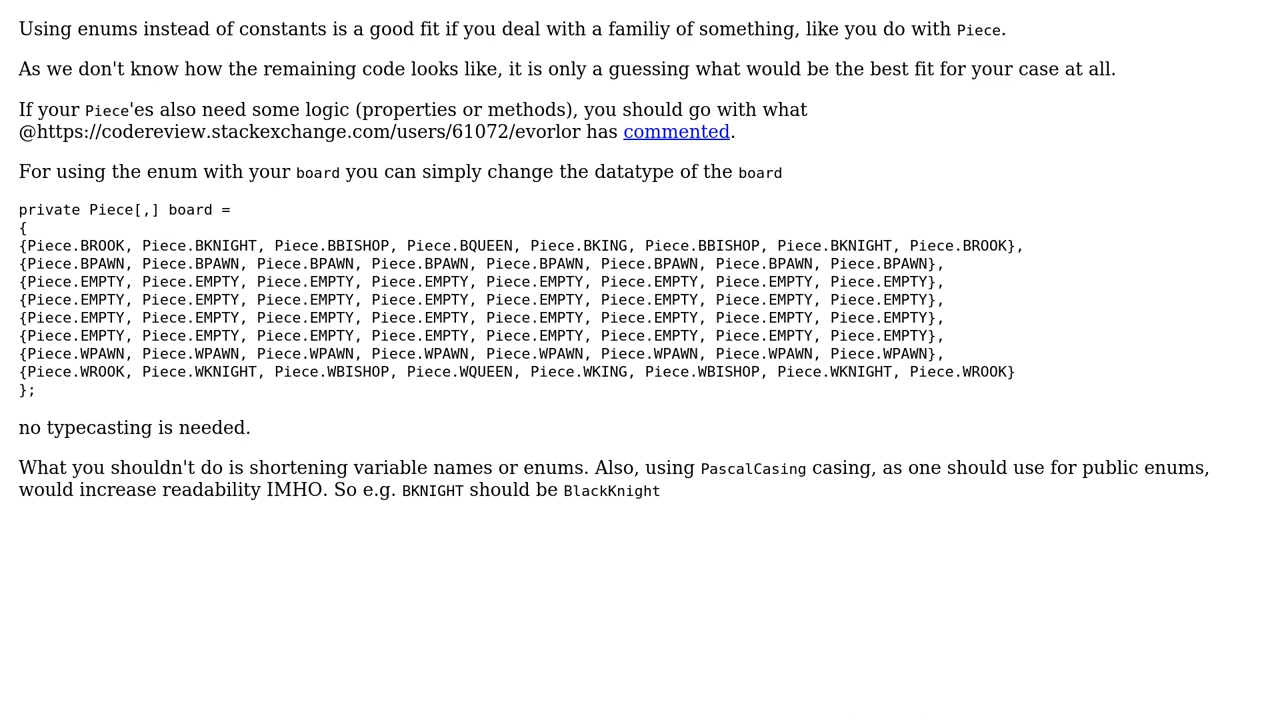 Using enums instead of constants is a good fit if you deal with a familiy of something, like you do with Piece.
As we don't know how the remaining code looks like, it is only a guessing what would be the best fit for your case at all.
If your Piece'es also need some logic (properties or methods), you should go with what
@https://codereview.stackexchange.com/users/61072/evorlor has commented.
For using the enum with your board you can simply change the datatype of the board
private Piece[,] board =
{
{Piece.BROOK, Piece.BKNIGHT, Piece.BBISHOP, Piece.BQUEEN, Piece.BKING, Piece.BBISHOP, Piece.BKNIGHT, Piece.BROOK},
{Piece.BPAWN, Piece.BPAWN, Piece.BPAWN, Piece.BPAWN, Piece.BPAWN, Piece.BPAWN, Piece.BPAWN, Piece.BPAWN},
{Piece.EMPTY, Piece.EMPTY, Piece.EMPTY, Piece.EMPTY, Piece.EMPTY, Piece.EMPTY, Piece.EMPTY, Piece.EMPTY},
{Piece.EMPTY, Piece.EMPTY, Piece.EMPTY, Piece.EMPTY, Piece.EMPTY, Piece.EMPTY, Piece.EMPTY, Piece.EMPTY},
{Piece.EMPTY, Piece.EMPTY, Piece.EMPTY, Piece.EMPTY, Piece.EMPTY, Piece.EMPTY, Piece.EMPTY, Piece.EMPTY},
{Piece.EMPTY, Piece.EMPTY, Piece.EMPTY, Piece.EMPTY, Piece.EMPTY, Piece.EMPTY, Piece.EMPTY, Piece.EMPTY},
{Piece.WPAWN, Piece.WPAWN, Piece.WPAWN, Piece.WPAWN, Piece.WPAWN, Piece.WPAWN, Piece.WPAWN, Piece.WPAWN},
{Piece.WROOK, Piece.WKNIGHT, Piece.WBISHOP, Piece.WQUEEN, Piece.WKING, Piece.WBISHOP, Piece.WKNIGHT, Piece.WROOK}
};
no typecasting is needed.
What you shouldn't do is shortening variable names or enums. Also, using PascalCasing casing, as one should use for public enums,
would increase readability IMHO. So e.g. BKNIGHT should be BlackKnight